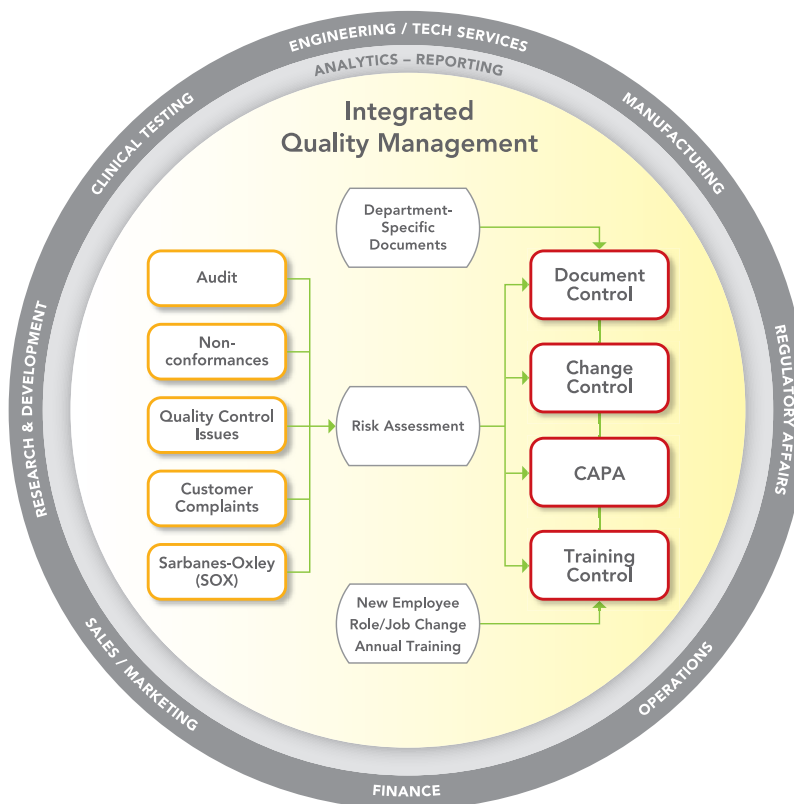 ENGINEERING / TECH SERVICES
ANALYTICS – REPORTING
CLINICAL TESTING
MANUFACTURING
Integrated
Quality Management
Department-
Specific
Documents
Audit
Document
Control
Non-
conformances
Change
Control
RESEARCH & DEVELOPMENT
REGULATORY AFFAIRS
Quality Control
Issues
Risk Assessment
CAPA
Customer
Complaints
Sarbanes-Oxley
(SOX)
Training
Control
New Employee
Role/Job Change
Annual Training
SALES / MARKETING
OPERATIONS
FINANCE